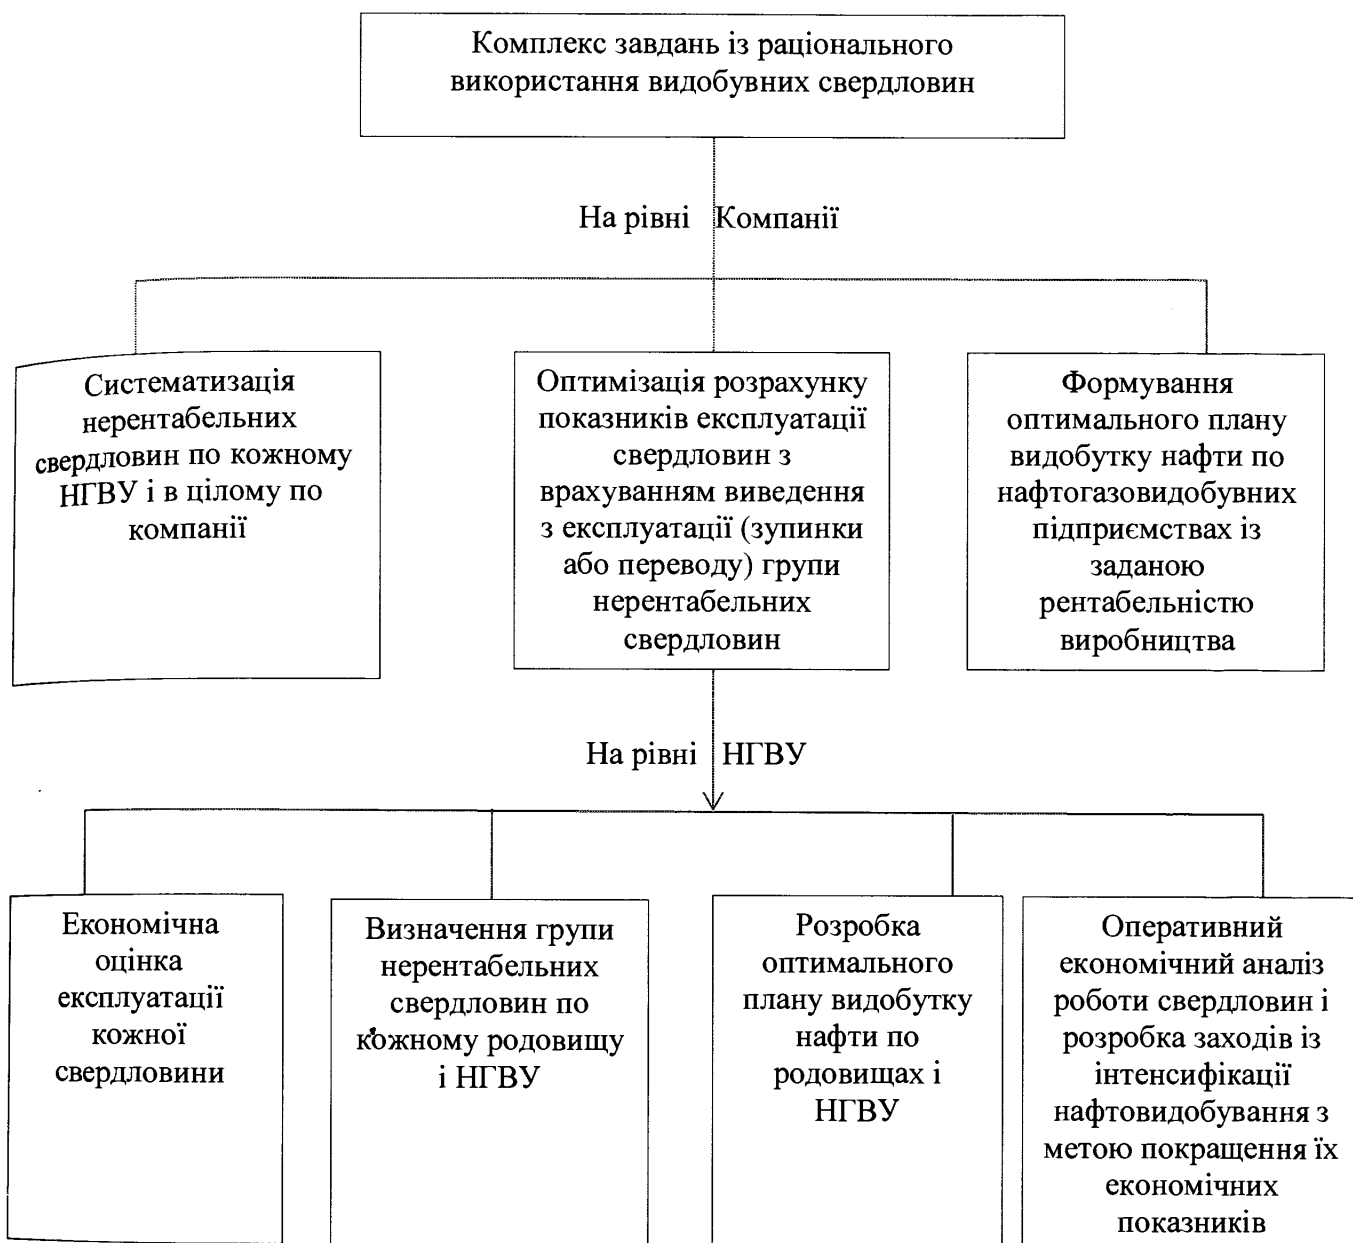 Комплекс завдань із раціонального
використання видобувних свердловин
На рівні Компанії
Систематизація
нерентабельних
свердловин по кожному
НГВУ і в цілому по
компанії
Оптимізація розрахунку
показників експлуатації
свердловин з
врахуванням виведення
з експлуатації (зупинки
або переводу) групи
нерентабельних
свердловин
Формування
оптимального плану
видобутку нафти по
нафтогазовидобувних
підприємствах із
заданою
рентабельністю
виробництва
На рівні НГВУ
Економічна
оцінка
експлуатації
кожної
свердловини
Визначення групи
нерентабельних
свердловин по
кожному родовищу
і НГВУ
Розробка
оптимального
плану видобутку
нафти по
родовищах і
НГВУ
Оперативний
економічний аналіз
роботи свердловин і
розробка заходів із
інтенсифікації
нафтовидобування з
метою покращення їх
економічних
показників